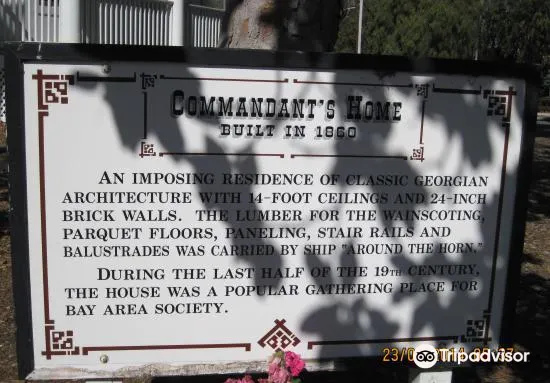 COMMANDANT'S HOME
BUILT IN 1860
AN IMPOSING RESIDENCE OF CLASSIC GEORGIAN
ARCHITECTURE WITH 14-FOOT CEILINGS AND 24-INCH
BRICK WALLS. THE LUMBER FOR THE WAINSCOTING,
PARQUET FLOORS, PANELING, STAIR RAILS AND
BALUSTRADES WAS CARRIED BY SHIP "AROUND THE HORN."
DURING THE LAST HALF OF THE 19TH CENTURY,
THE HOUSE WAS A POPULAR GATHERING PLACE FOR
BAY AREA SOCIETY.
Tripadvisor